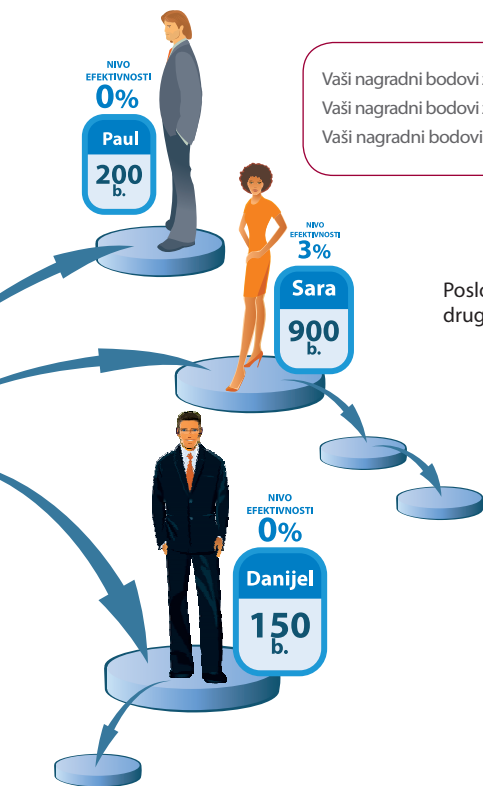 NIVO
EFEKTIVNOSTI
0%
Paul
200
b.
Vaši nagradni bodovi
Vaši nagradni bodovi
Vaši nagradni bodovi
NIVO
EFEKTIVNOSTI
3%
Sara
900
b.
drug
NIVO
EFEKTIVNOSTI
0%
Danijel
150
b.